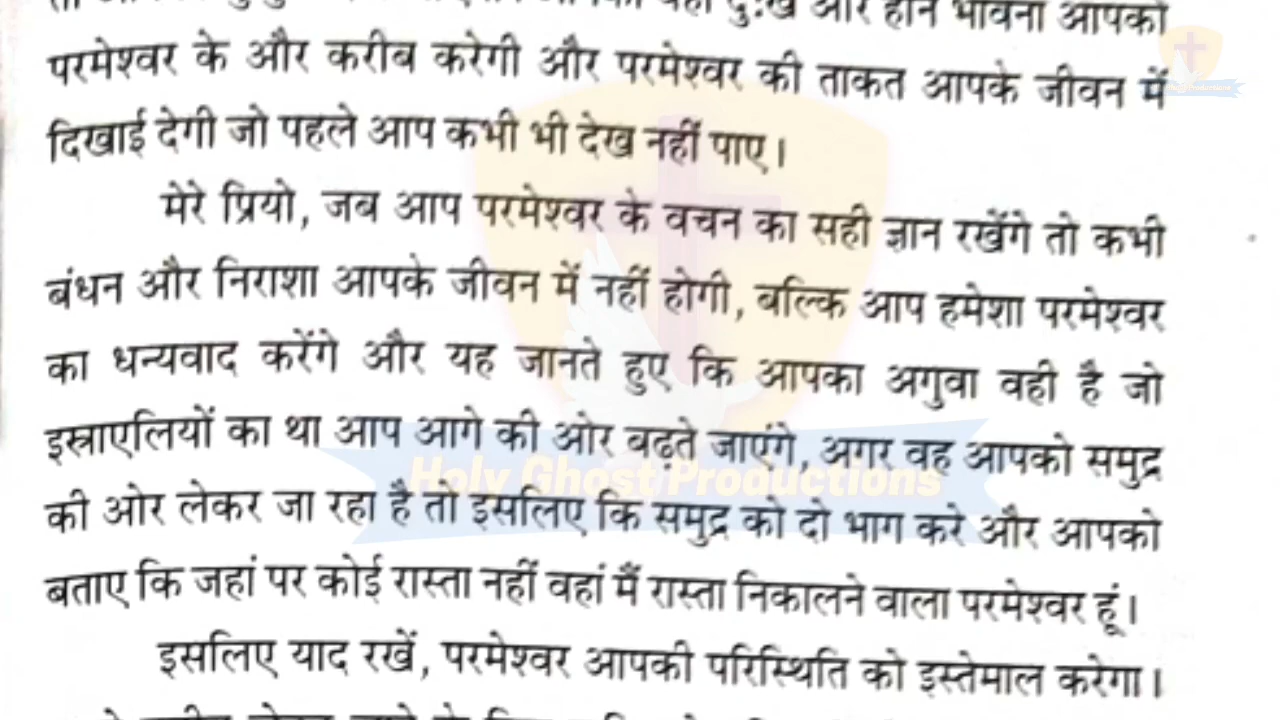 दुःख और हीन भावना आपको
परमेश्वर के और करीब करेगी और परमेश्वर की ताकत आपके जीवन में
दिखाई देगी जो पहले आप कभी भी देख नहीं पाए।
मेरे प्रियो, जब आप परमेश्वर के वचन का सही ज्ञान रखेंगे तो कभी
बंधन और निराशा आपके जीवन में नहीं होगी, बल्कि आप हमेशा परमेश्वर
का धन्यवाद करेंगे और यह जानते हुए कि आपका अगुवा वही है जो
इस्राएलियों का था आप आगे की ओर बढ़ते जाएंगे, अगर वह आपको समुद्र
की ओर लेकर जा रहा है तो इसलिए कि समुद्र को दो भाग करे और आपको
बताए कि जहां पर कोई रास्ता नहीं वहां मैं रास्ता निकालने वाला परमेश्वर हूं।
इसलिए याद रखें, परमेश्वर आपकी परिस्थिति को इस्तेमाल करेगा।
Holy Ghost Productions